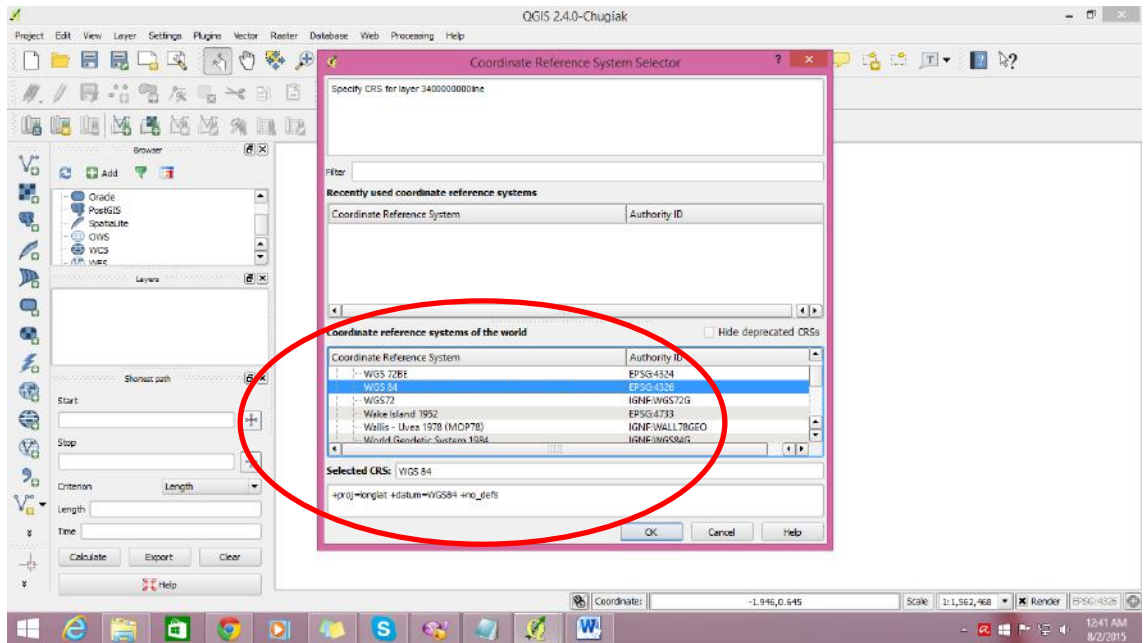 QGIS 2.4.0-Chugiak
Project Edit View Layer Settings Plugins Vector Raster Database Web Processing Help
Coordinate Reference System Selector
Specify CRS for layer 3400000000line
Filter
Recently used coordinate reference systems
Coordinate Reference System Authority ID
Coordinate reference systems of the world Hide deprecated CRSs
Coordinate Reference System Authority ID
WGS 72BE EPSG:4324
WGS 84 EPSG:4326
WGS72 IGNF:WGS72G
Wake Island 1952 EPSG:4733
Wallis - Uvea 1978 (MOP78) IGNF:WALL78GEO
World Geodetic System 1984 IGNF:WGS84G
Selected CRS: WGS 84
+proj=longlat +datum=WGS84 +no_defs
OK Cancel Help
Browser
Add
Oracle
PostGIS
SpatiaLite
OWS
WCS
WFS
Layers
Shortest path
Start
Stop
Criterion Length
Length
Time
Calculate Export Clear
Help
Coordinate: -1.946,0.645 Scale 1:1,562,468 Render EPSG:4326
12:41 AM
8/2/2015